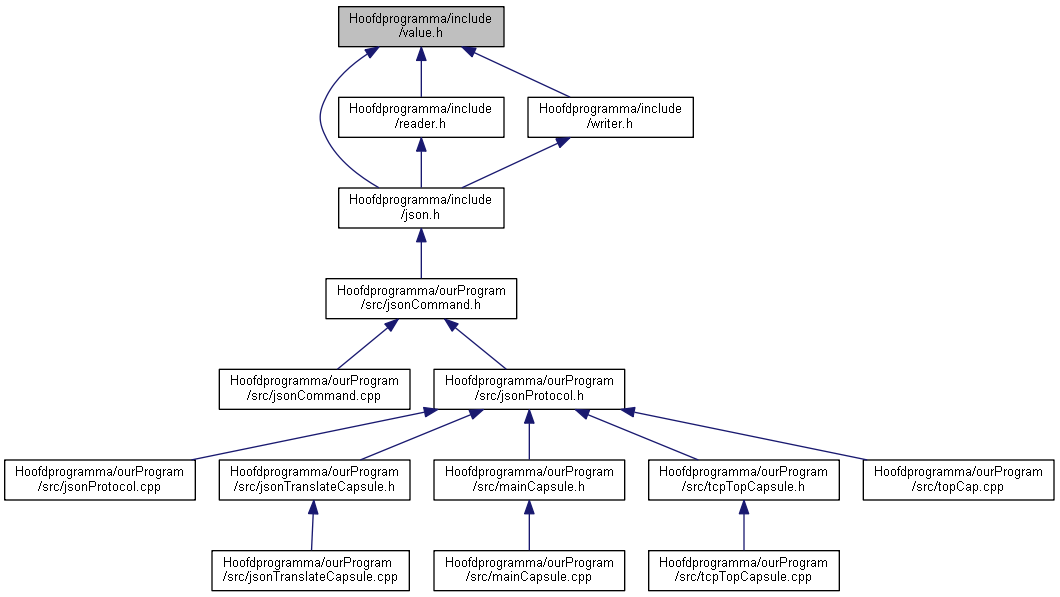 Hoofdprogramma/include
/value.h
Hoofdprogramma/include
/reader.h
Hoofdprogramma/include
/writer.h
Hoofdprogramma/include
/json.h
Hoofdprogramma/ourProgram
/src/jsonCommand.h
Hoofdprogramma/ourProgram
/src/jsonCommand.cpp
Hoofdprogramma/ourProgram
/src/jsonProtocol.h
Hoofdprogramma/ourProgram
/src/jsonProtocol.cpp
Hoofdprogramma/ourProgram
/src/jsonTranslateCapsule.h
Hoofdprogramma/ourProgram
/src/mainCapsule.h
Hoofdprogramma/ourProgram
/src/tcpTopCapsule.h
Hoofdprogramma/ourProgram
/src/topCap.cpp
Hoofdprogramma/ourProgram
/src/jsonTranslateCapsule.cpp
Hoofdprogramma/ourProgram
/src/mainCapsule.cpp
Hoofdprogramma/ourProgram
/src/tcpTopCapsule.cpp